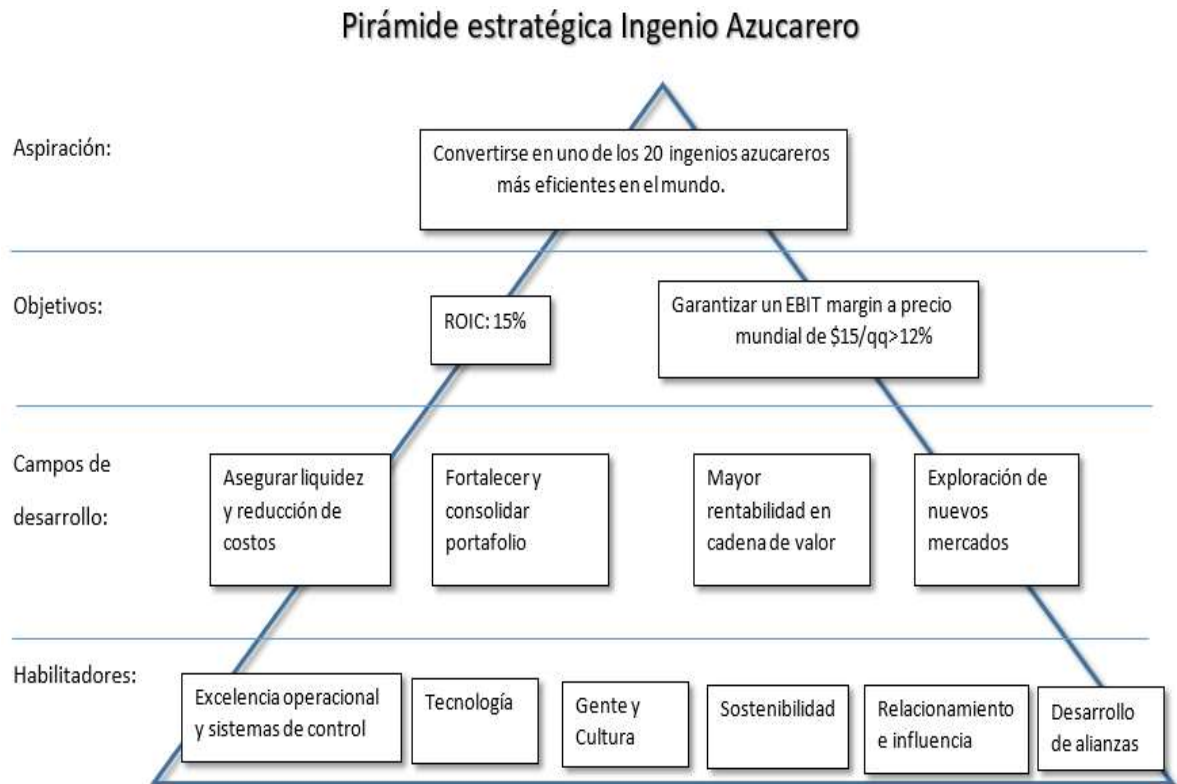 Pirámide estratégica Ingenio Azucarero
Aspiración:
Convertirse en uno de los 20 ingenios azucareros
más eficientes en el mundo.
Objetivos:
ROIC: 15%
Garantizar un EBIT margin a precio
mundial de $15/qq>12%
Campos de
desarrollo:
Asegurar liquidez
y reducción de
costos
Fortalecer y
consolidar
portafolio
Mayor
rentabilidad en
cadena de valor
Exploración de
nuevos
mercados
Habilitadores:
Excelencia operacional
y sistemas de control
Tecnología
Gente y
Cultura
Sostenibilidad
Relacionamiento
e influencia
Desarrollo
de alianzas